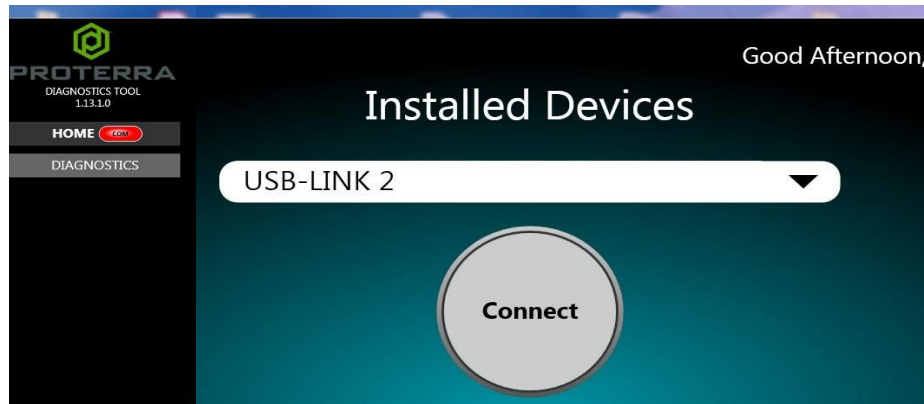 PROTERRA
DIAGNOSTICS TOOL
1.13.1.0
HOME COM
DIAGNOSTICS
Good Afternoon,
Installed Devices
USB-LINK 2
Connect